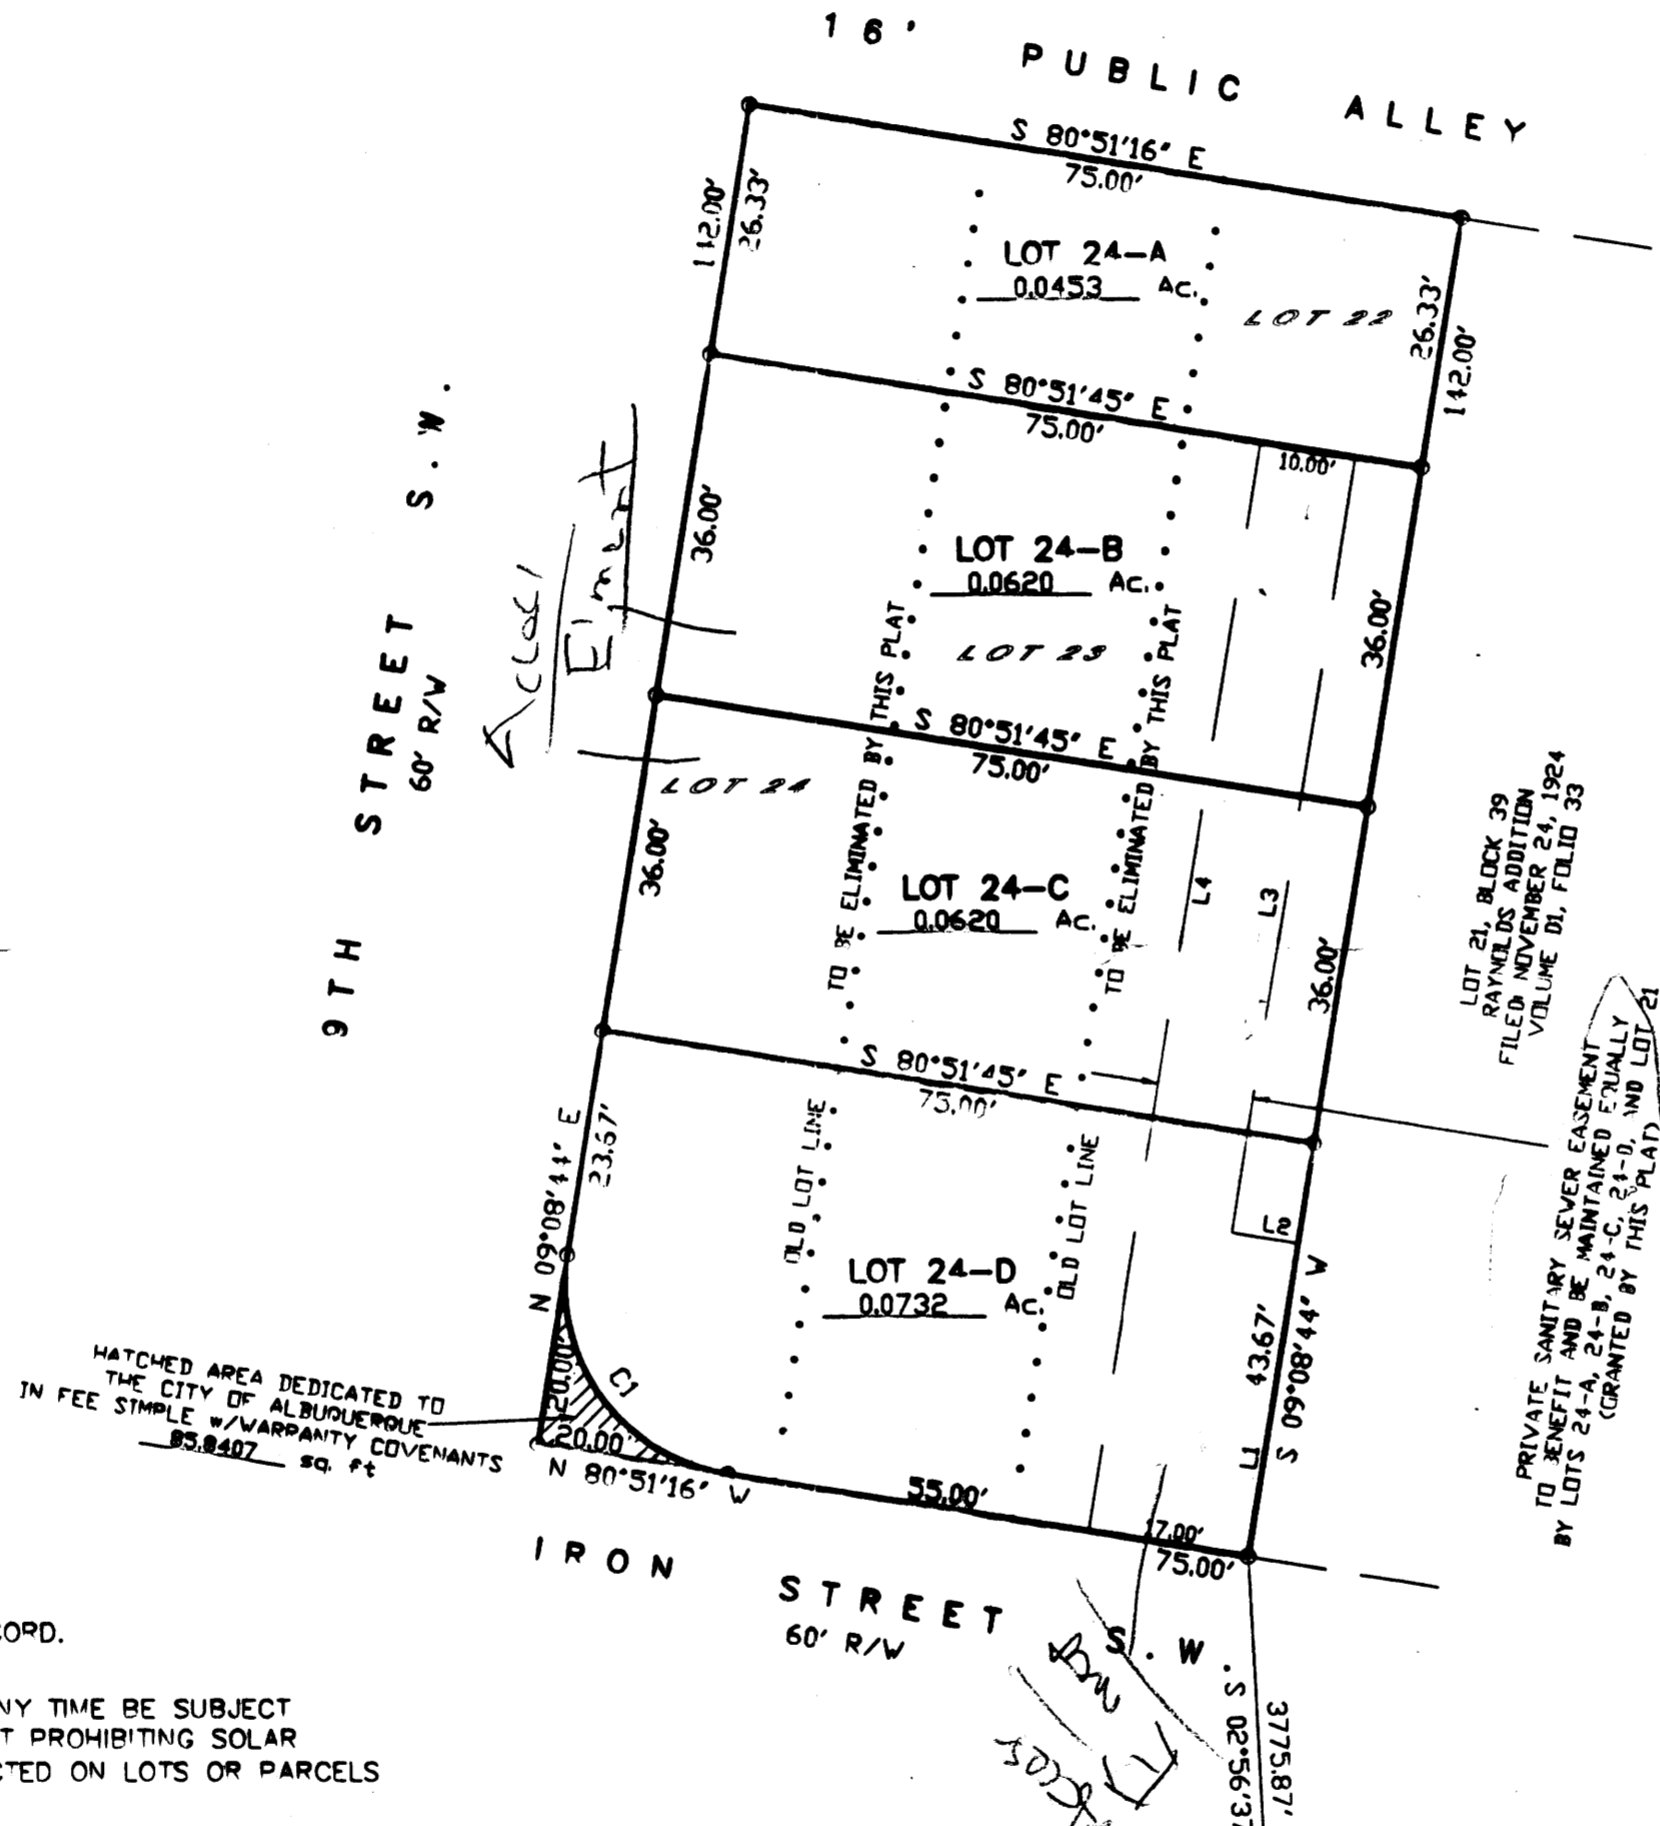 16' PUBLIC ALLEY
S 80°51'16" E
75.00'
112.00'
26.33'
LOT 24-A
0.0453 Ac.
LOT 22
26.33'
142.00'
S 80°51'45" E
75.00'
10.00'
36.00'
LOT 24-B
0.0620 Ac.
LOT 23
36.00'
9TH STREET S.W.
60' R/W
TO BE ELIMINATED BY THIS PLAT
TO BE ELIMINATED BY THIS PLAT
S 80°51'45" E
75.00'
LOT 24
36.00'
LOT 24-C
0.0620 Ac.
L4
L3
36.00'
LOT 21, BLOCK 39
RAYNOLDS ADDITION
FILED: NOVEMBER 24, 1924
VOLUME D1, FOLIO 33
S 80°51'45" E
75.00'
N 09°08'44" E
23.67'
OLD LOT LINE
OLD LOT LINE
LOT 24-D
0.0732 Ac.
L2
43.67'
S 09°08'44" W
L1
PRIVATE SANITARY SEWER EASEMENT
TO BENEFIT AND BE MAINTAINED EQUALLY
BY LOTS 24-A, 24-B, 24-C, 24-D, AND LOT 21
(GRANTED BY THIS PLAT)
HATCHED AREA DEDICATED TO
THE CITY OF ALBUQUERQUE
IN FEE SIMPLE w/WARRANTY COVENANTS
85.8407 sq. ft
20.00'
C1
20.00'
N 80°51'16" W
55.00'
17.00'
75.00'
IRON STREET S.W.
60' R/W
S 02°56'37
3775.87'
CORD.
NY TIME BE SUBJECT
T PROHIBITING SOLAR
CTED ON LOTS OR PARCELS